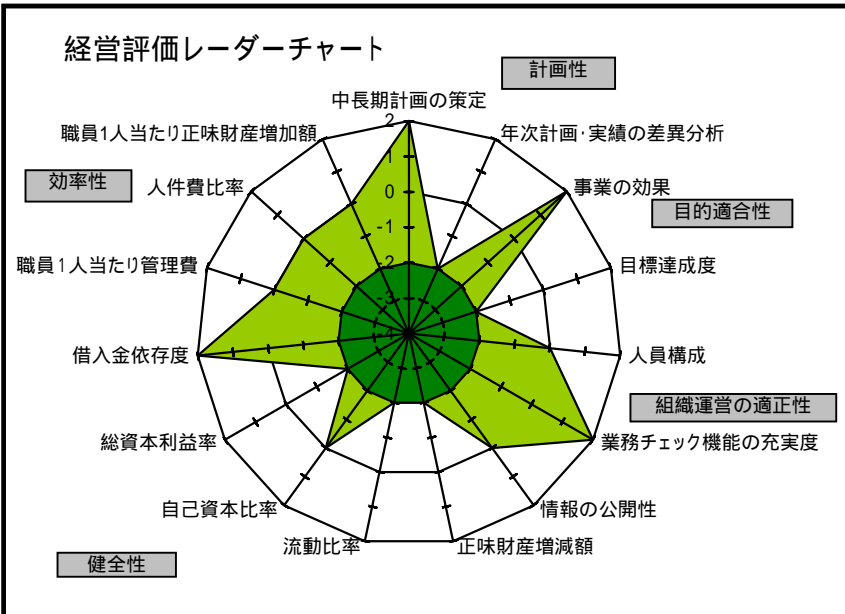 経営評価レーダーチャート
計画性
中長期計画の策定
職員1人当たり正味財産増加額
年次計画・実績の差異分析
効率性
人件費比率
事業の効果
目的適合性
職員1人当たり管理費
目標達成度
2
1
0
-1
-2
-3
-4
借入金依存度
人員構成
組織運営の適正性
総資本利益率
業務チェック機能の充実度
自己資本比率
情報の公開性
流動比率
正味財産増減額
健全性